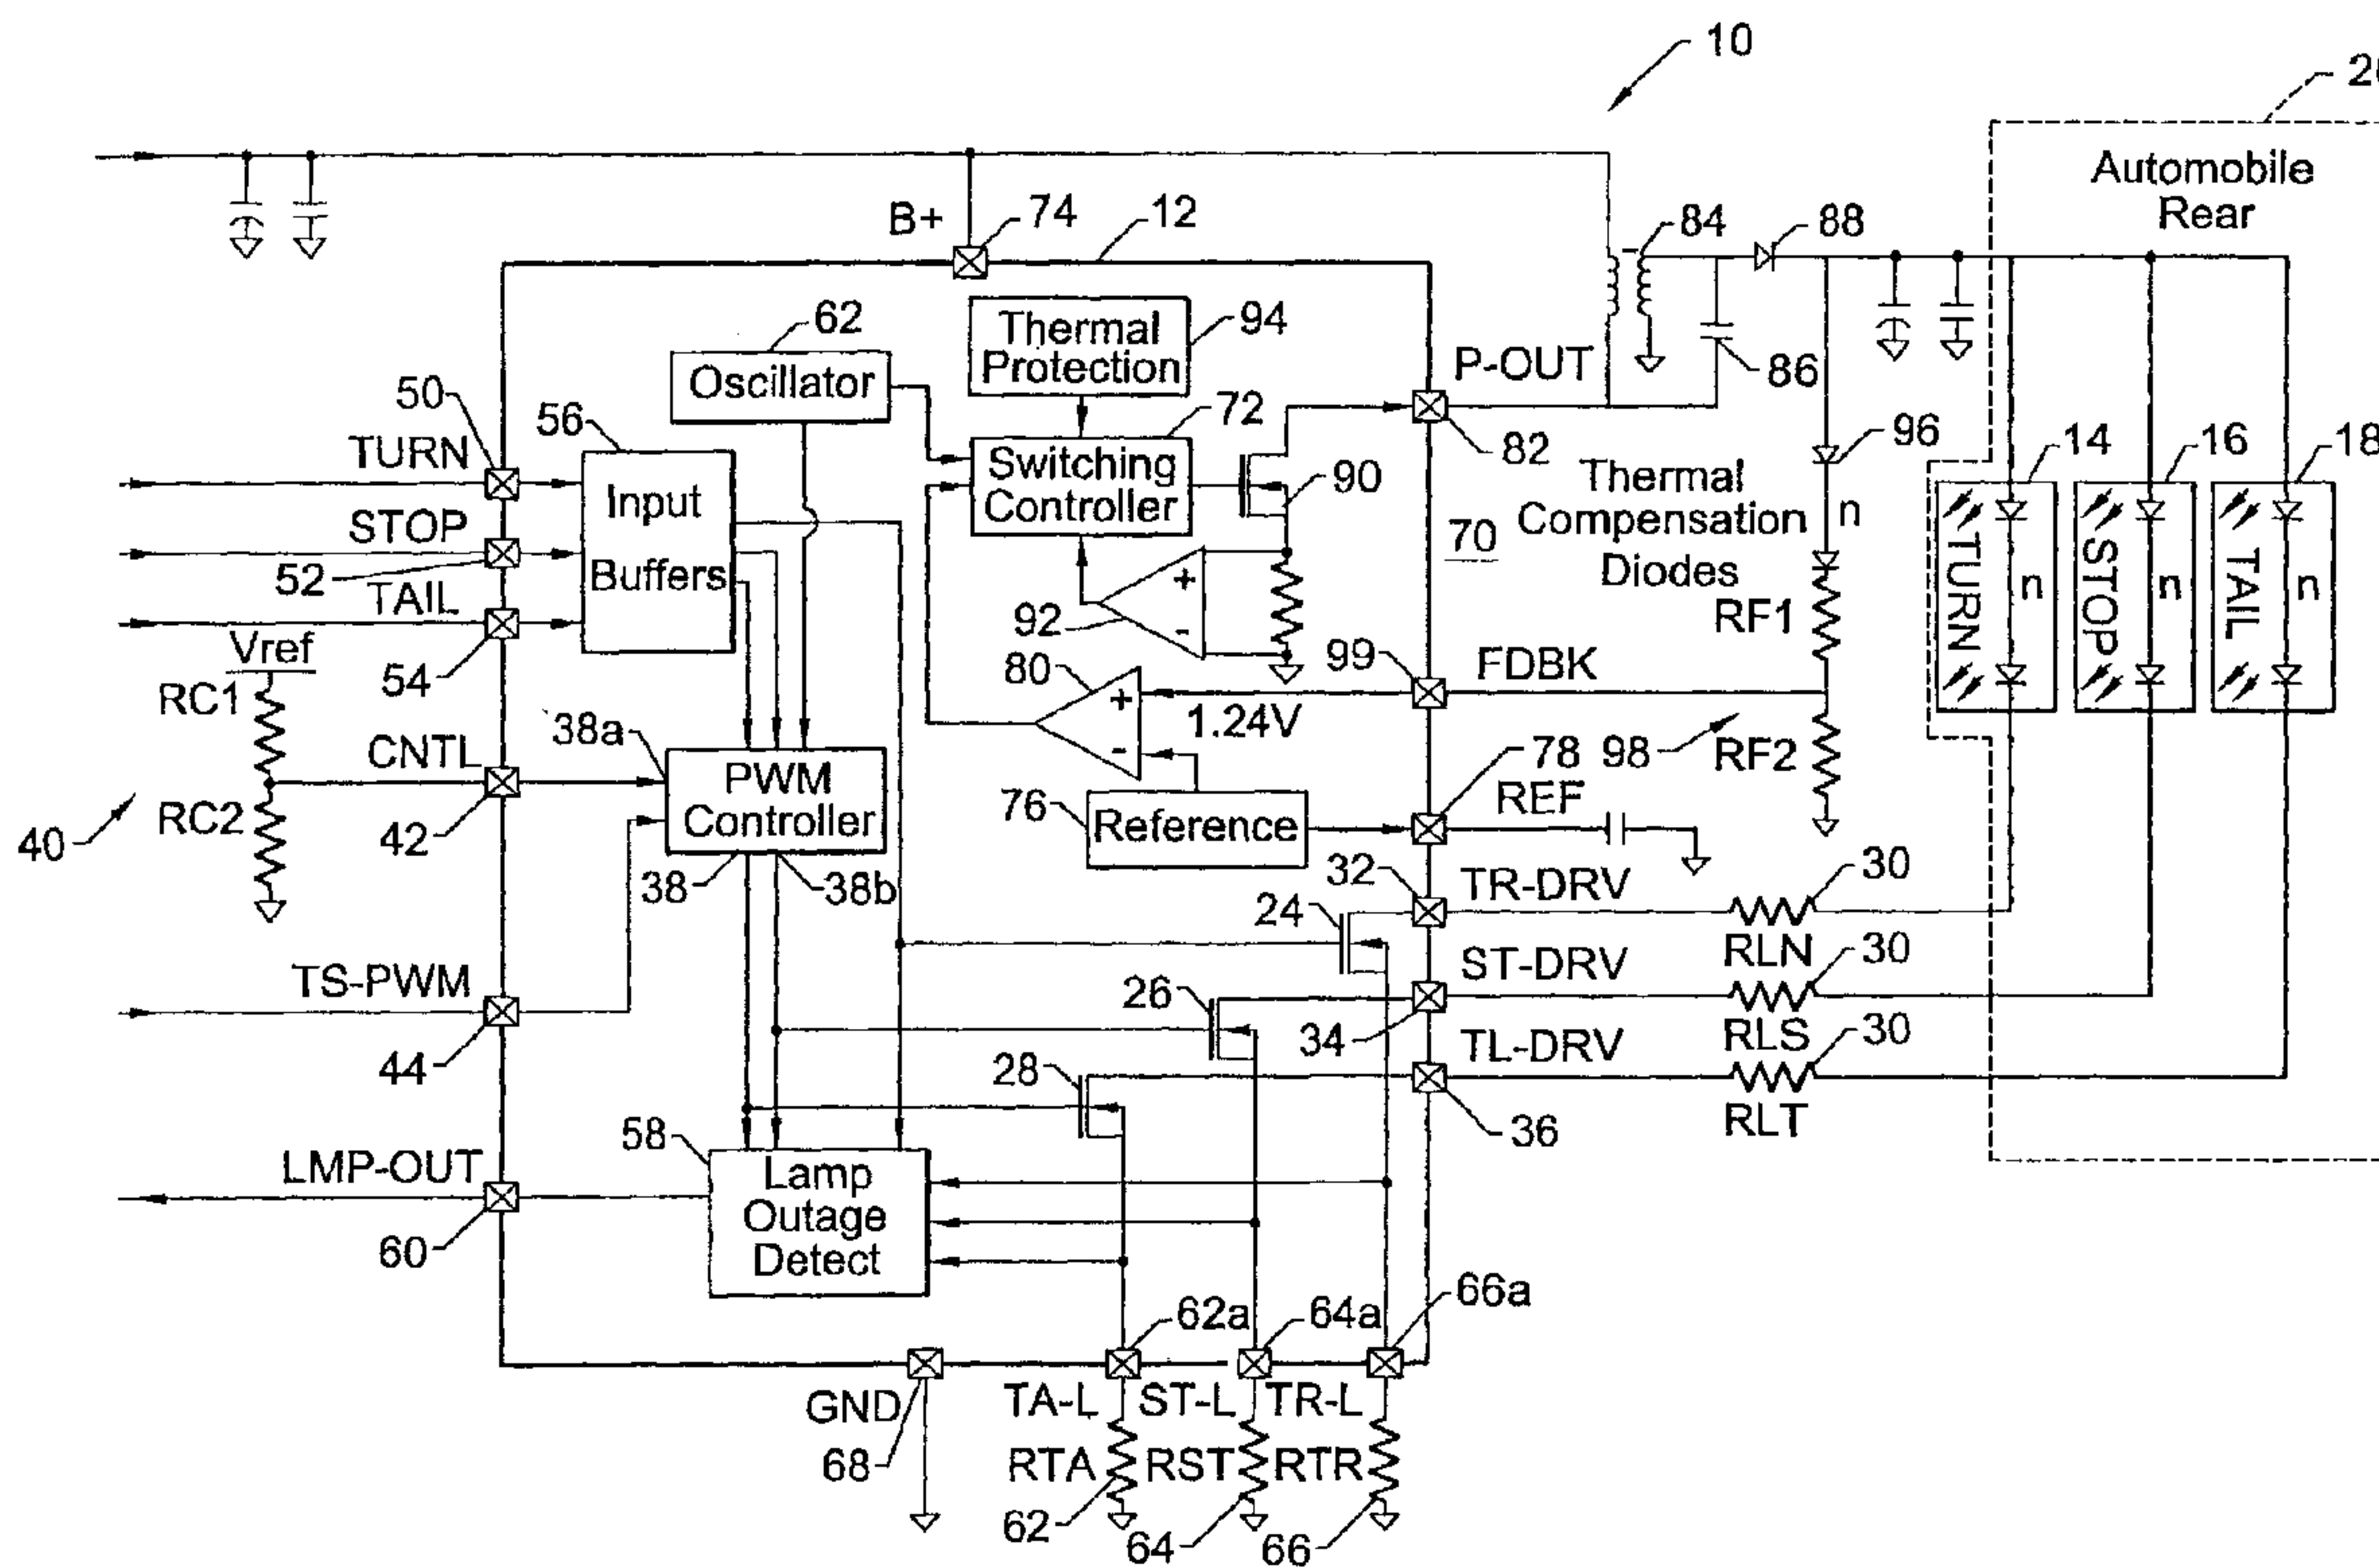 10
20
Automobile
Rear
B+
74
12
84
88
62
Thermal
Protection
94
Oscillator
P-OUT
86
50
56
72
82
96
14
16
18
TURN
Input
Buffers
Switching
Controller
90
Thermal
Compensation
Diodes
n
70
STOP
52
TAIL
54
92
RF1
TURN
n
STOP
n
TAIL
n
Vref
RC1
80
99
FDBK
1.24V
38a
CNTL
42
PWM
Controller
78
98
RF2
REF
RC2
40
76
Reference
38
38b
32
TR-DRV
30
24
RLN
TS-PWM
44
26
ST-DRV
30
34
RLS
28
TL-DRV
30
36
RLT
58
LMP-OUT
60
Lamp
Outage
Detect
62a
64a
66a
GND
68
TA-L
ST-L
TR-L
RTA
RST
RTR
62
64
66